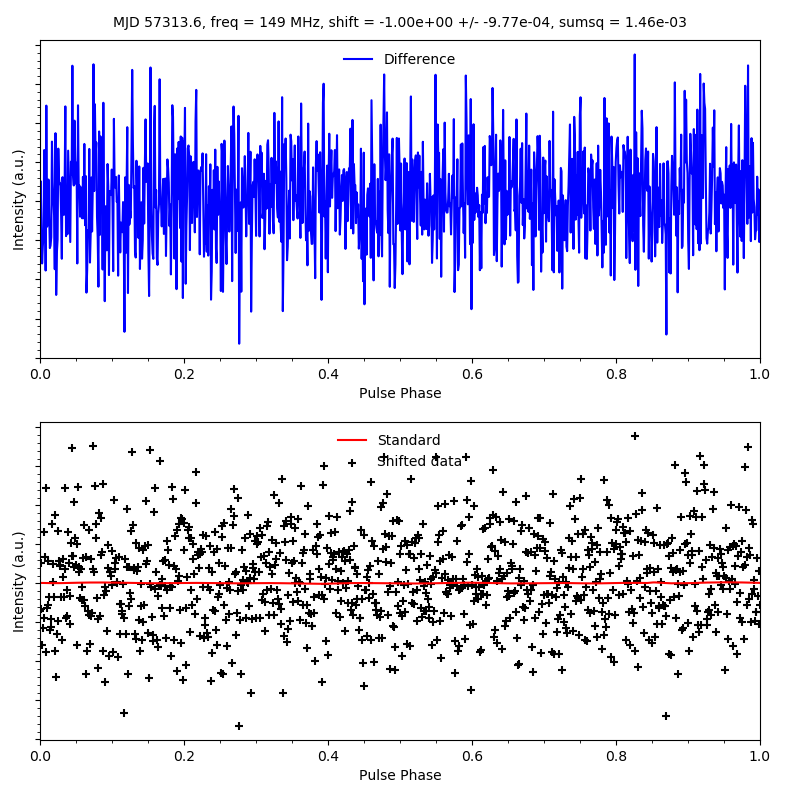 MJD 57313.6, freq = 149 MHz, shift = -1.00e+00 +/- -9.77e-04, sumsq = 1.46e-03
Difference
Intensity (a.u.)
0.0 0.2 0.4 0.6 0.8 1.0
Pulse Phase
Standard
Shifted data
Intensity (a.u.)
0.0 0.2 0.4 0.6 0.8 1.0
Pulse Phase